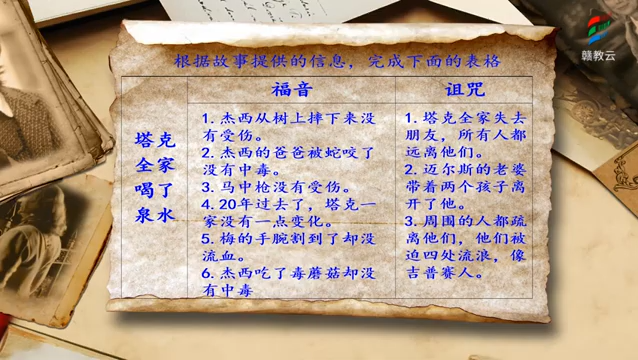 赣教云
根据故事提供的信息，完成下面的表格
福音
诅咒
塔克
全家
喝了
泉水
1. 杰西从树上摔下来没
有受伤。
2. 杰西的爸爸被蛇咬了
没有中毒。
3. 马中枪没有受伤。
4. 20年过去了，塔克一
家没有一点变化。
5. 梅的手腕割到了却没
流血。
6. 杰西吃了毒蘑菇却没
有中毒
1. 塔克全家失去
朋友，所有人都
远离他们。
2. 迈尔斯的老婆
带着两个孩子离
开了他。
3. 周围的人都疏
离他们，他们被
迫四处流浪，像
吉普赛人。